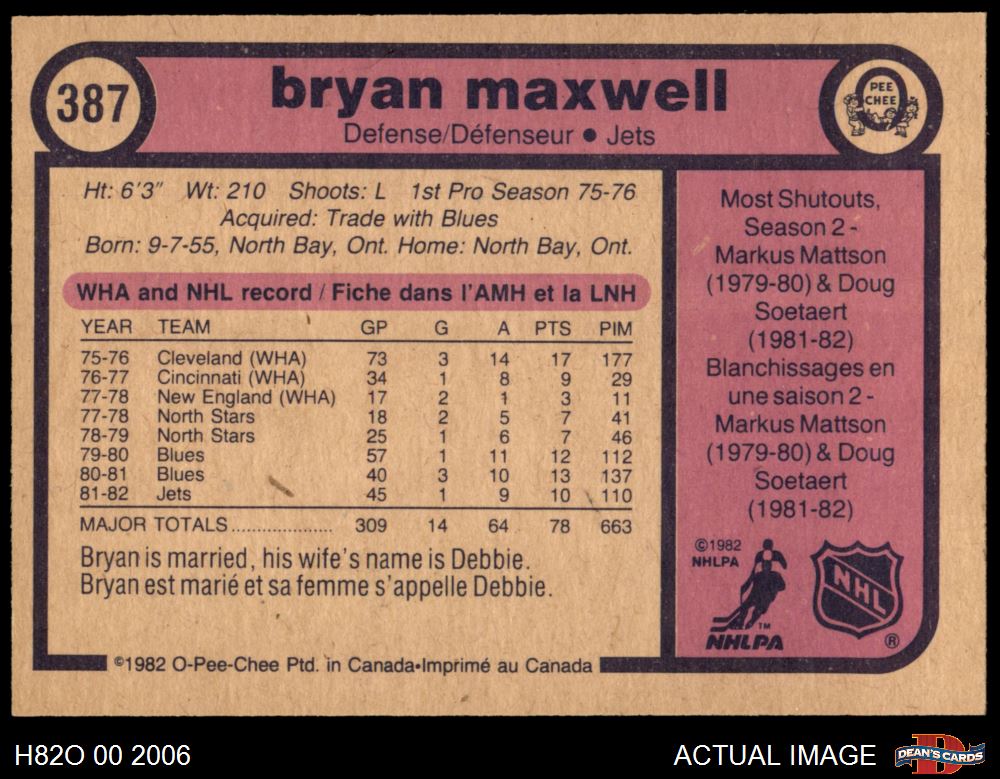 387
bryan maxwell
Defense/Défenseur ● Jets
O
PEE
CHEE
Ht: 6'3" Wt: 210 Shoots: L 1st Pro Season 75-76
Acquired: Trade with Blues
Born: 9-7-55, North Bay, Ont. Home: North Bay, Ont.
WHA and NHL record / Fiche dans l'AMH et la LNH
YEAR TEAM GP G A PTS PIM
75-76 Cleveland (WHA) 73 3 14 17 177
76-77 Cincinnati (WHA) 34 1 8 9 29
77-78 New England (WHA) 17 2 1 3 11
77-78 North Stars 18 2 5 7 41
78-79 North Stars 25 1 6 7 46
79-80 Blues 57 1 11 12 112
80-81 Blues 40 3 10 13 137
81-82 Jets 45 1 9 10 110
MAJOR TOTALS.................... 309 14 64 78 663
Bryan is married, his wife's name is Debbie.
Bryan est marié et sa femme s'appelle Debbie.
©1982 O-Pee-Chee Ptd. in Canada•Imprimé au Canada
Most Shutouts,
Season 2 -
Markus Mattson
(1979-80) & Doug
Soetaert
(1981-82)
Blanchissages en
une saison 2 -
Markus Mattson
(1979-80) & Doug
Soetaert
(1981-82)
©1982
NHLPA
TM
NHLPA
NHL
®
H82O 00 2006
ACTUAL IMAGE
D
DEAN'S CARDS